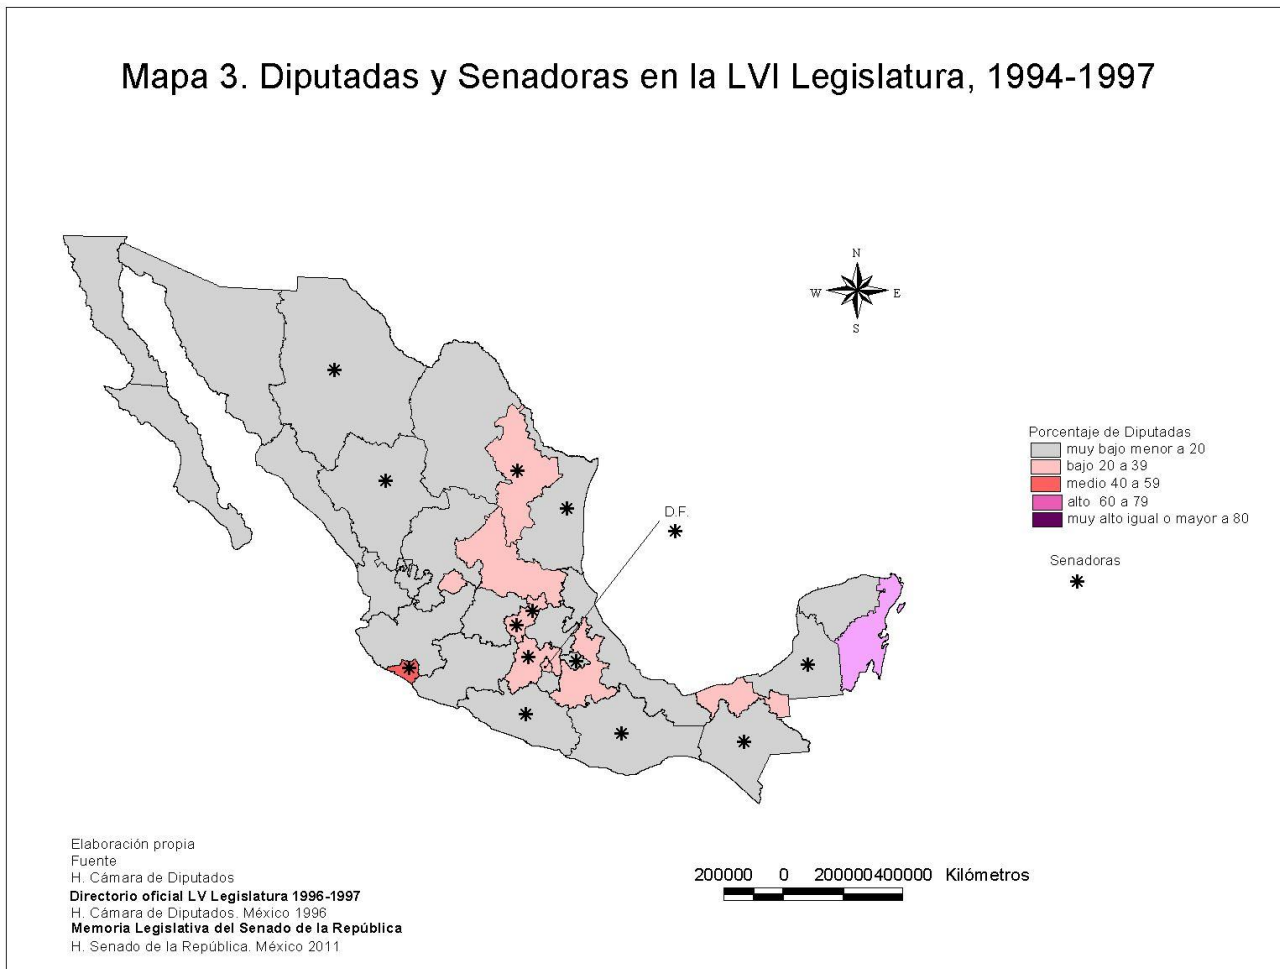 Mapa 3. Diputadas y Senadoras en la LVI Legislatura, 1994-1997
N
W
E
S
Porcentaje de Diputadas
muy bajo menor a 20
bajo 20 a 39
medio 40 a 59
alto 60 a 79
muy alto igual o mayor a 80
D.F.
Senadoras
Elaboración propia
Fuente
H. Cámara de Diputados
Directorio oficial LV Legislatura 1996-1997
H. Cámara de Diputados. México 1996
Memoria Legislativa del Senado de la República
H. Senado de la República. México 2011
200000 0 200000400000 Kilómetros